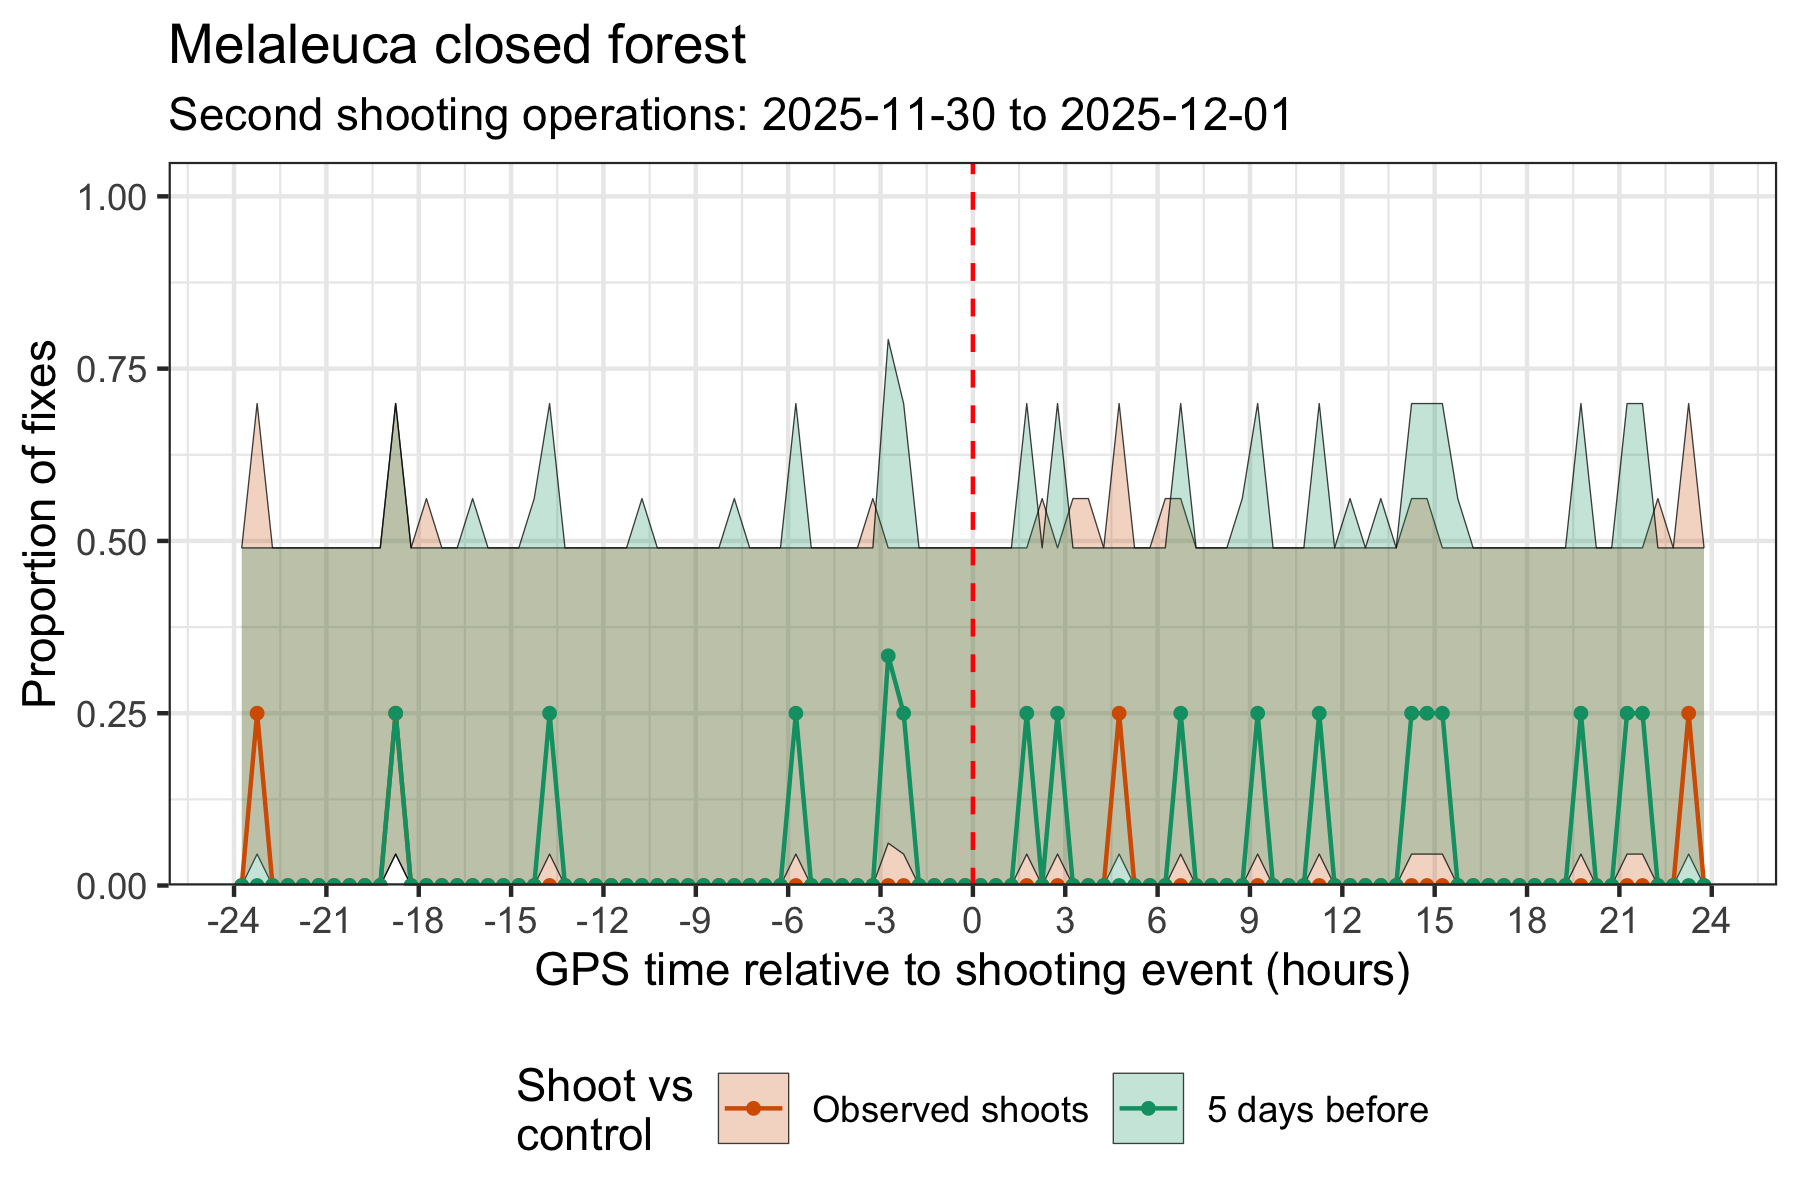 Melaleuca closed forest
Second shooting operations: 2025-11-30 to 2025-12-01
Proportion of fixes
1.00
0.75
0.50
0.25
0.00
-24 -21 -18 -15 -12 -9 -6 -3 0 3 6 9 12 15 18 21 24
GPS time relative to shooting event (hours)
Shoot vs
control
Observed shoots
5 days before